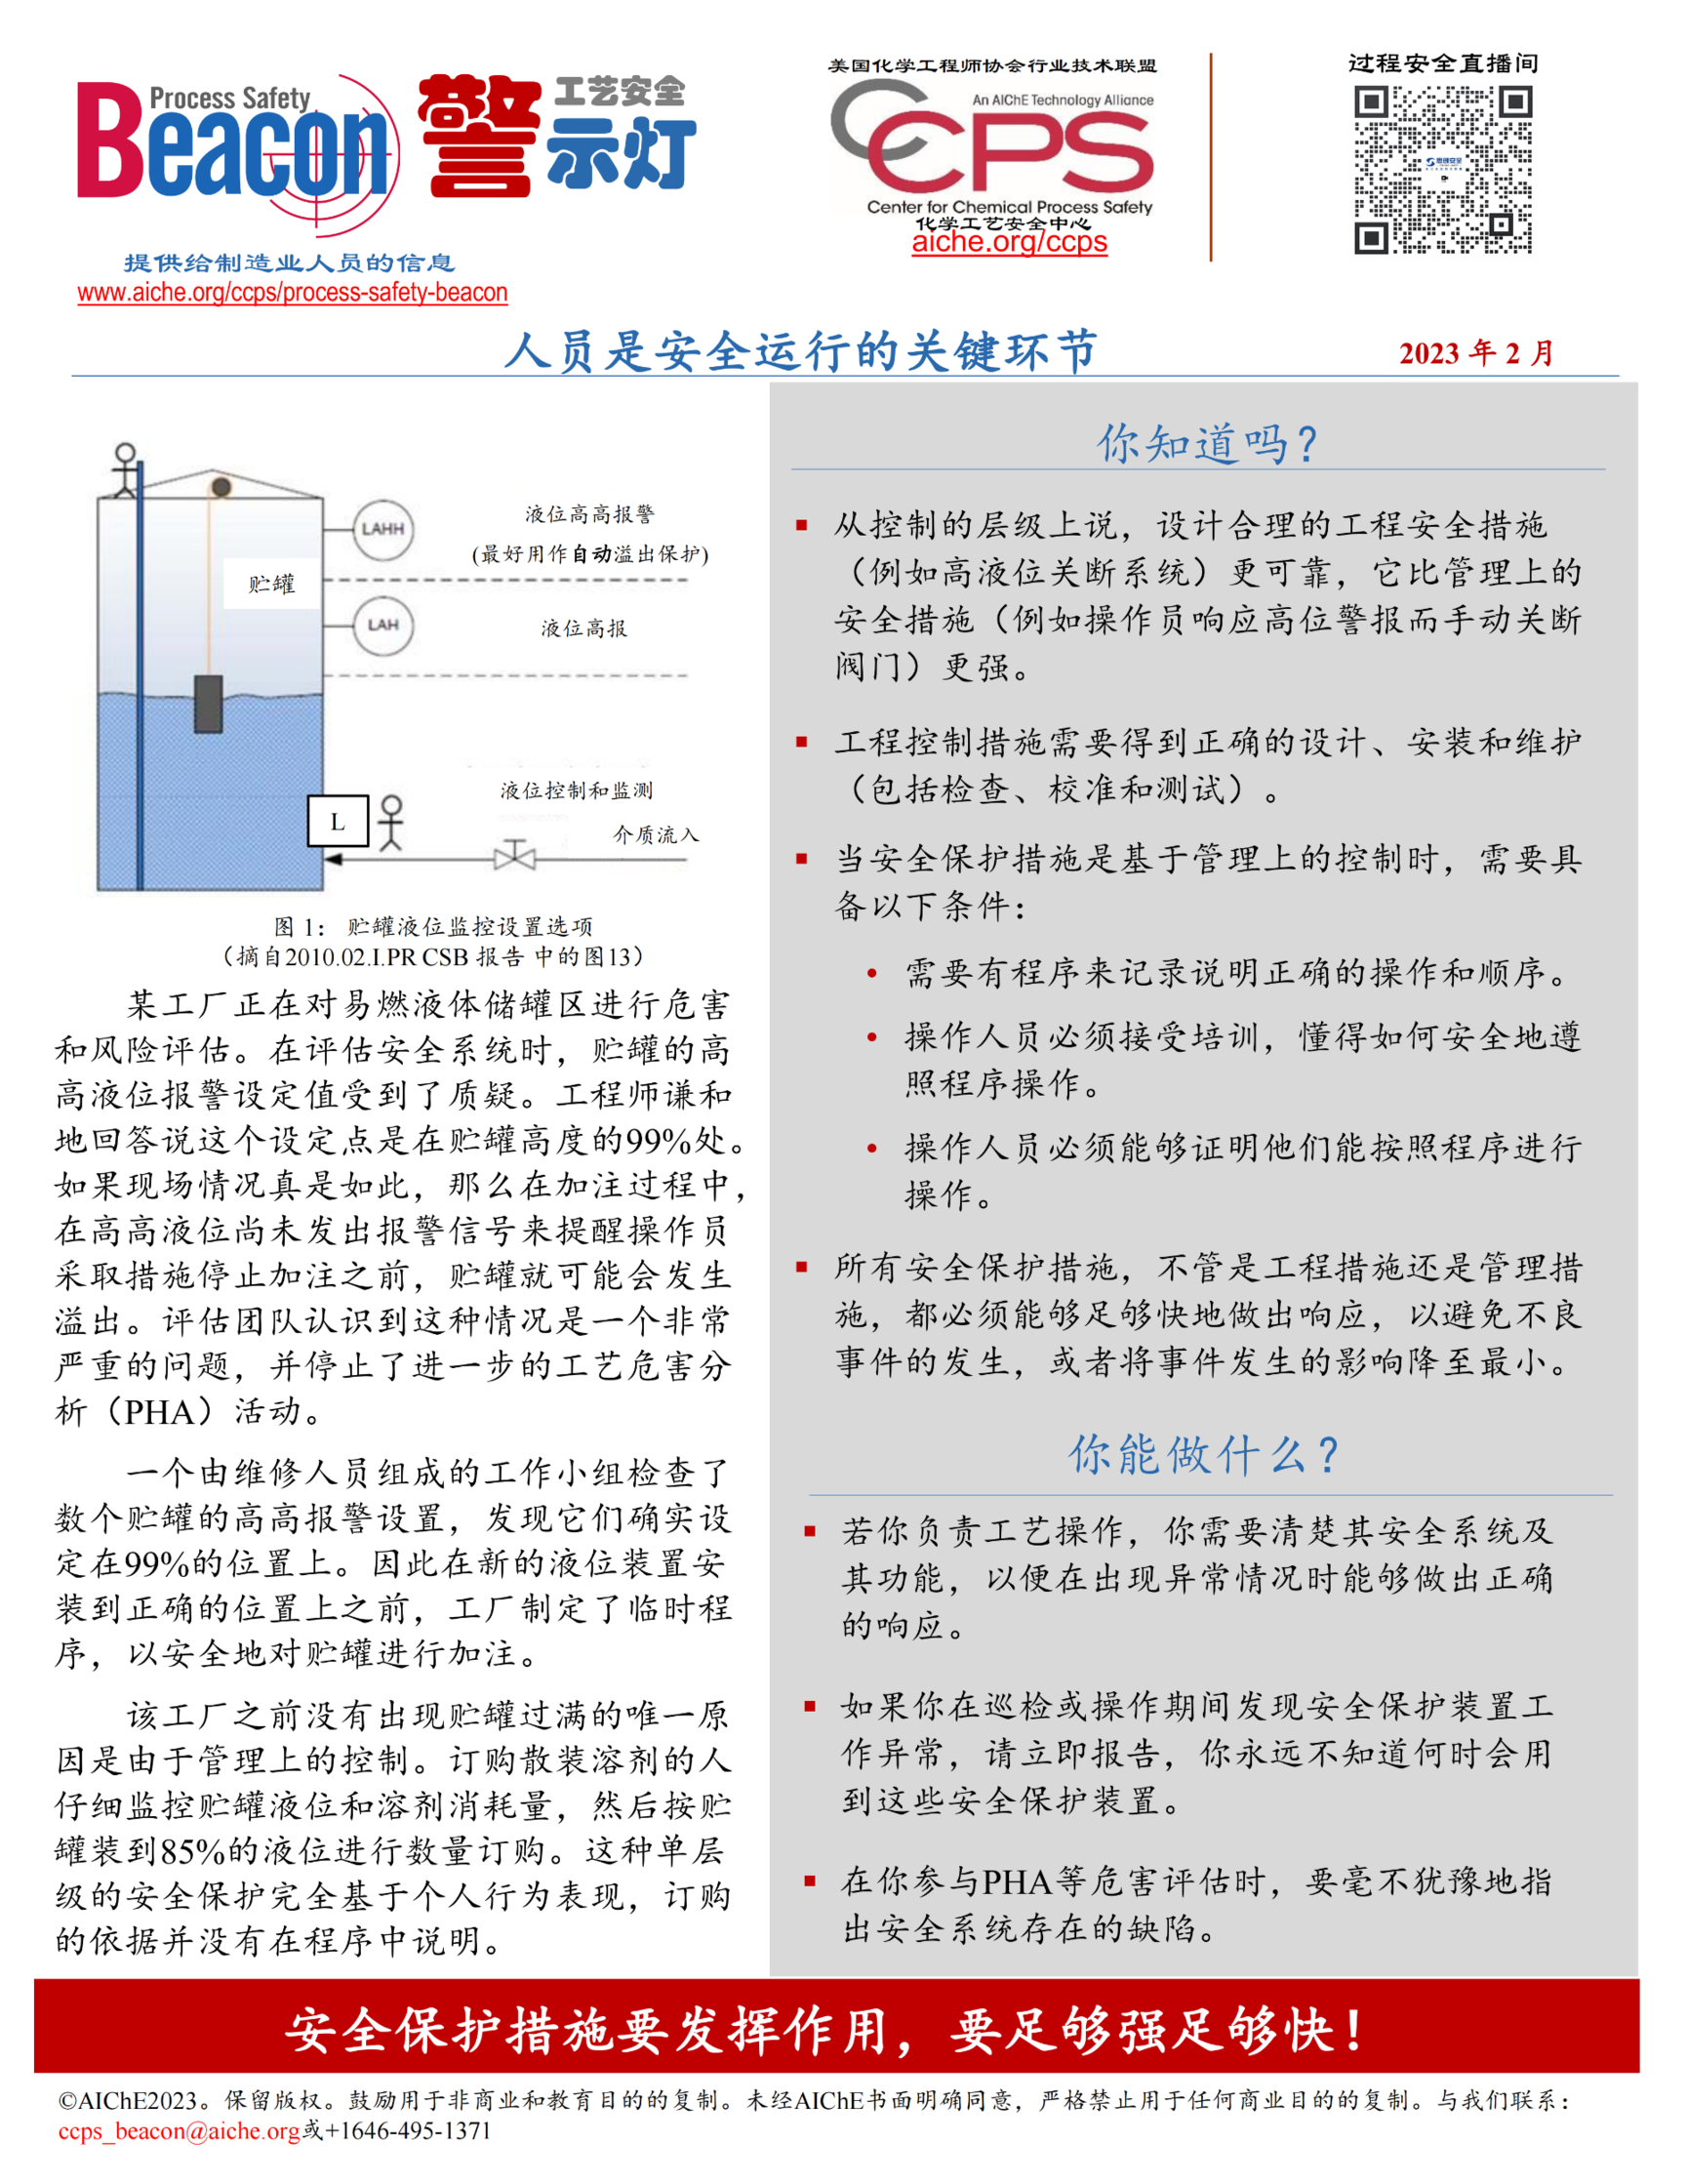 Process Safety
Beacon
警示灯
工艺安全
提供给制造业人员的信息
www.aiche.org/ccps/process-safety-beacon
美国化学工程师协会行业技术联盟
An AIChE Technology Alliance
CCPS
Center for Chemical Process Safety
化学工艺安全中心
aiche.org/ccps
过程安全直播间
人员是安全运行的关键环节
2023 年 2 月
LAHH
液位高高报警
(最好用作自动溢出保护)
贮罐
LAH
液位高报
液位控制和监测
L
介质流入
图 1： 贮罐液位监控设置选项
（摘自2010.02.I.PR CSB 报告 中的图13）
某工厂正在对易燃液体储罐区进行危害
和风险评估。在评估安全系统时，贮罐的高
高液位报警设定值受到了质疑。工程师谦和
地回答说这个设定点是在贮罐高度的99%处。
如果现场情况真是如此，那么在加注过程中，
在高高液位尚未发出报警信号来提醒操作员
采取措施停止加注之前，贮罐就可能会发生
溢出。评估团队认识到这种情况是一个非常
严重的问题，并停止了进一步的工艺危害分
析（PHA）活动。
一个由维修人员组成的工作小组检查了
数个贮罐的高高报警设置，发现它们确实设
定在99%的位置上。因此在新的液位装置安
装到正确的位置上之前，工厂制定了临时程
序，以安全地对贮罐进行加注。
该工厂之前没有出现贮罐过满的唯一原
因是由于管理上的控制。订购散装溶剂的人
仔细监控贮罐液位和溶剂消耗量，然后按贮
罐装到85%的液位进行数量订购。这种单层
级的安全保护完全基于个人行为表现，订购
的依据并没有在程序中说明。
你知道吗？
▪ 从控制的层级上说，设计合理的工程安全措施
（例如高液位关断系统）更可靠，它比管理上的
安全措施（例如操作员响应高位警报而手动关断
阀门）更强。
▪ 工程控制措施需要得到正确的设计、安装和维护
（包括检查、校准和测试）。
▪ 当安全保护措施是基于管理上的控制时，需要具
备以下条件：
• 需要有程序来记录说明正确的操作和顺序。
• 操作人员必须接受培训，懂得如何安全地遵
照程序操作。
• 操作人员必须能够证明他们能按照程序进行
操作。
▪ 所有安全保护措施，不管是工程措施还是管理措
施，都必须能够足够快地做出响应，以避免不良
事件的发生，或者将事件发生的影响降至最小。
你能做什么？
▪ 若你负责工艺操作，你需要清楚其安全系统及
其功能，以便在出现异常情况时能够做出正确
的响应。
▪ 如果你在巡检或操作期间发现安全保护装置工
作异常，请立即报告，你永远不知道何时会用
到这些安全保护装置。
▪ 在你参与PHA等危害评估时，要毫不犹豫地指
出安全系统存在的缺陷。
安全保护措施要发挥作用，要足够强足够快！
©AIChE2023。保留版权。鼓励用于非商业和教育目的的复制。未经AIChE书面明确同意，严格禁止用于任何商业目的的复制。与我们联系：
ccps_beacon@aiche.org或+1646-495-1371